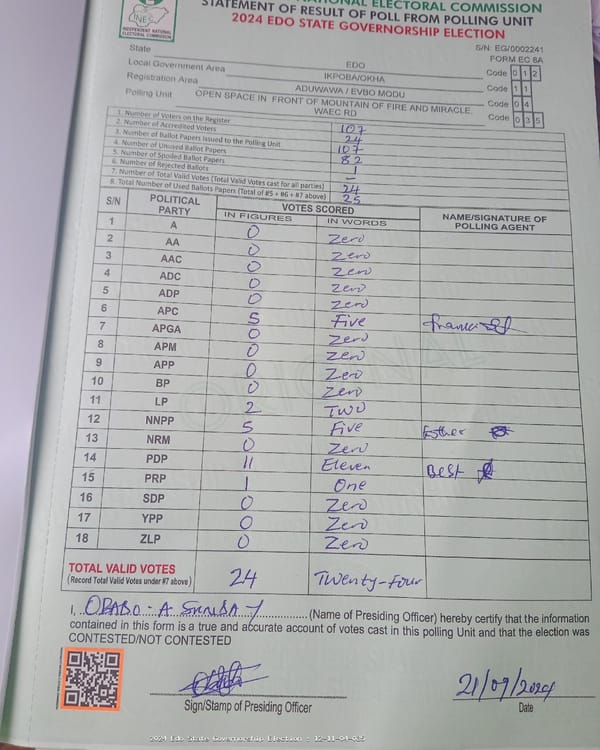 INEC
INDEPENDENT NATIONAL ELECTORAL COMMISSION
NATIONAL ELECTORAL COMMISSION
STATEMENT OF RESULT OF POLL FROM POLLING UNIT
2024 EDO STATE GOVERNORSHIP ELECTION
S/N: EG/0002241
FORM EC 8A
State EDO Code 0 1 2
Local Government Area IKPOBA/OKHA Code 1 1
Registration Area ADUWAWA / EVBO MODU Code 0 4
Polling Unit OPEN SPACE IN FRONT OF MOUNTAIN OF FIRE AND MIRACLE, WAEC RD Code 0 3 5
1. Number of Voters on the Register 107
2. Number of Accredited Voters 24
3. Number of Ballot Papers Issued to the Polling Unit 107
4. Number of Unused Ballot Papers 82
5. Number of Spoiled Ballot Papers 1
6. Number of Rejected Ballots –
7. Number of Total Valid Votes (Total Valid Votes cast for all parties) 24
8. Total Number of Used Ballots Papers (Total of #5 + #6 + #7 above) 25
S/N POLITICAL PARTY VOTES SCORED NAME/SIGNATURE OF POLLING AGENT
IN FIGURES IN WORDS
1 A 0 Zero
2 AA 0 Zero
3 AAC 0 Zero
4 ADC 0 Zero
5 ADP 0 Zero
6 APC 5 Five
7 APGA 0 Zero
8 APM 0 Zero
9 APP 0 Zero
10 BP 0 Zero
11 LP 2 TWO
12 NNPP 5 Five Esther
13 NRM 0 Zero
14 PDP 11 Eleven Best
15 PRP 1 One
16 SDP 0 Zero
17 YPP 0 Zero
18 ZLP 0 Zero
TOTAL VALID VOTES 24 Twenty-Four
(Record Total Valid Votes under #7 above)
I, (Name of Presiding Officer) hereby certify that the information
contained in this form is a true and accurate account of votes cast in this polling Unit and that the election was
CONTESTED/NOT CONTESTED
21/09/2024
Sign/Stamp of Presiding Officer Date
2024 Edo State Governorship Election : 12-11-04-035